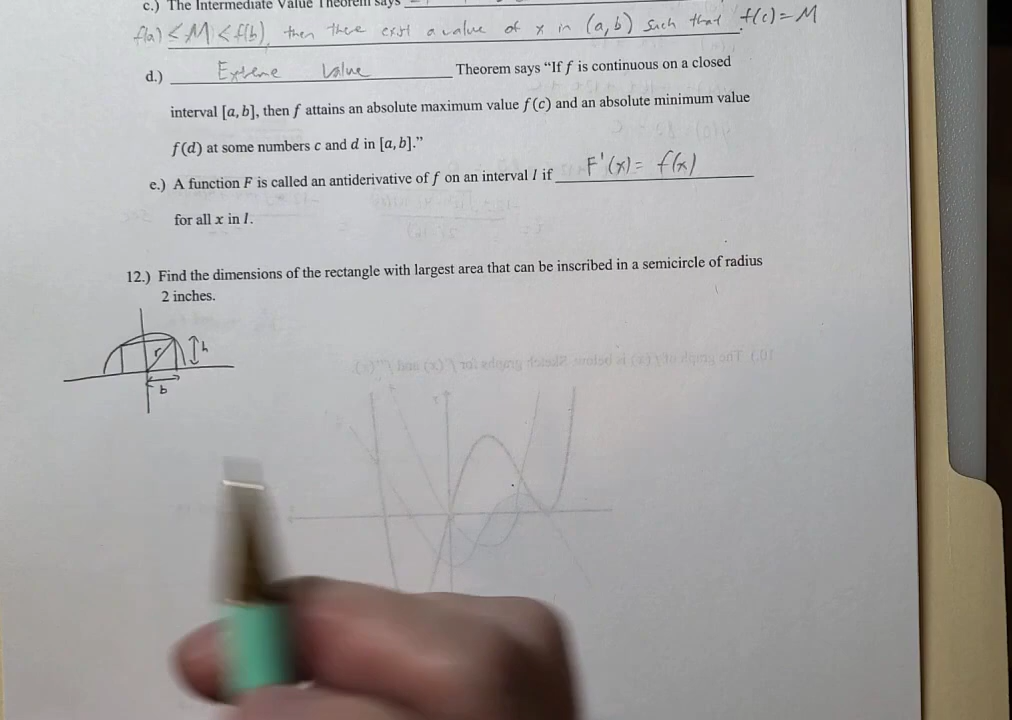 c.) The Intermediate Value Theorem says
f(a) ≤ M ≤ f(b), then there exist a value of x in (a,b) such that f(c) = M
d.) Extreme Value Theorem says “If f is continuous on a closed
interval [a, b], then f attains an absolute maximum value f(c) and an absolute minimum value
f(d) at some numbers c and d in [a, b].”
e.) A function F is called an antiderivative of f on an interval I if F'(x) = f(x)
for all x in I.
12.) Find the dimensions of the rectangle with largest area that can be inscribed in a semicircle of radius
2 inches.
r h
b